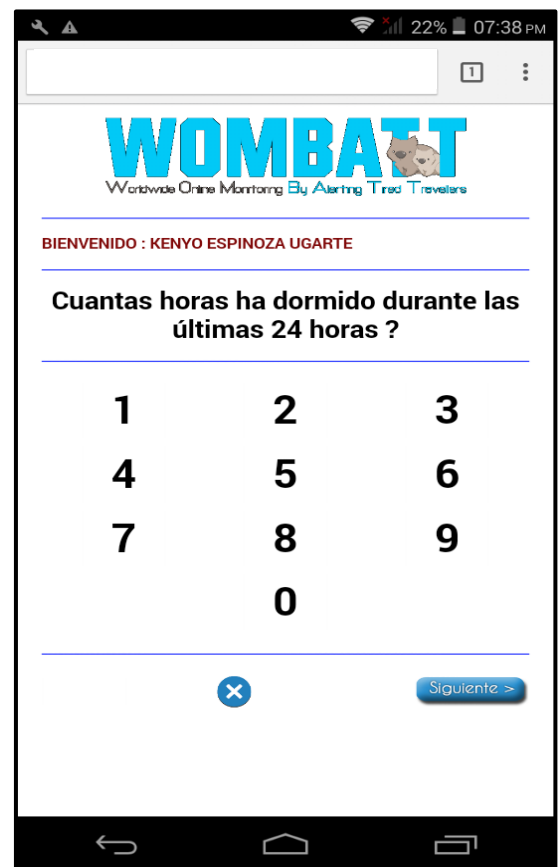 22% 07:38 PM
1
WOMBATT
Worldwide Online Monitoring By Alerting Tired Travelers
BIENVENIDO : KENYO ESPINOZA UGARTE
Cuantas horas ha dormido durante las
últimas 24 horas ?
1 2 3
4 5 6
7 8 9
0
Siguiente >